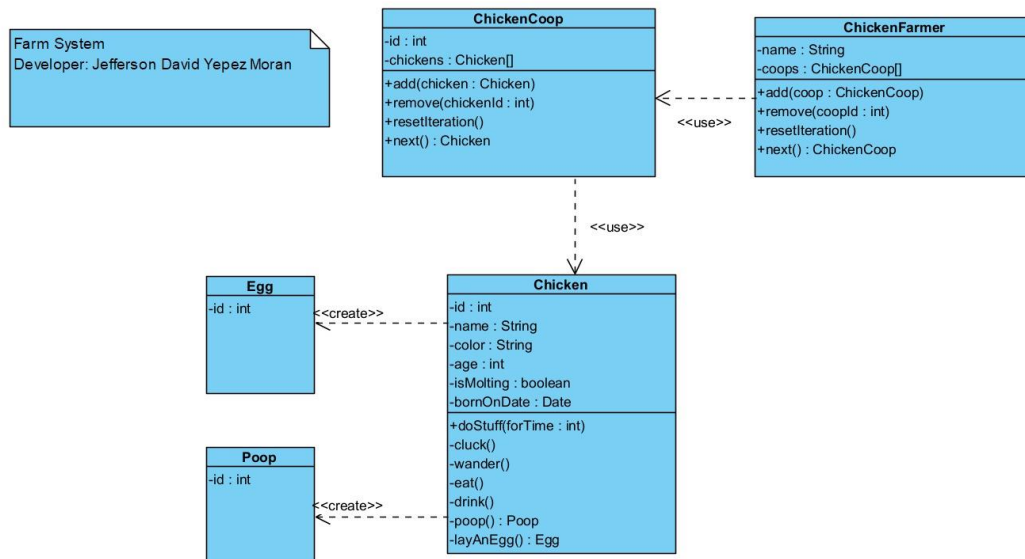 Farm System
Developer: Jefferson David Yepez Moran
ChickenCoop
-id : int
-chickens : Chicken[]
+add(chicken : Chicken)
+remove(chickenId : int)
+resetIteration()
+next() : Chicken
<<use>>
ChickenFarmer
-name : String
-coops : ChickenCoop[]
+add(coop : ChickenCoop)
+remove(coopId : int)
+resetIteration()
+next() : ChickenCoop
<<use>>
Egg
-id : int
<<create>>
Chicken
-id : int
-name : String
-color : String
-age : int
-isMolting : boolean
-bornOnDate : Date
+doStuff(forTime : int)
-cluck()
-wander()
-eat()
-drink()
-poop() : Poop
-layAnEgg() : Egg
Poop
-id : int
<<create>>